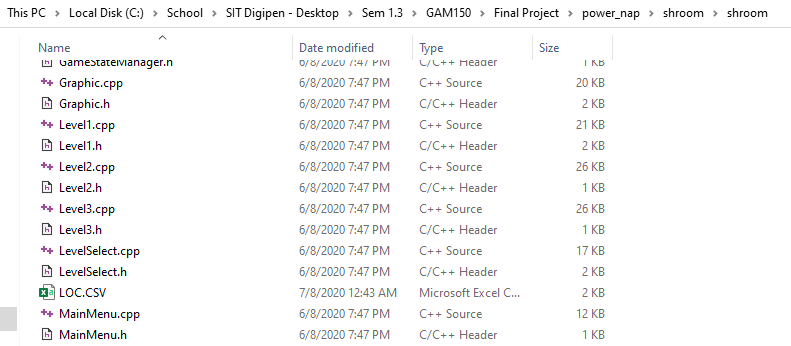 This PC > Local Disk (C:) > School > SIT Digipen - Desktop > Sem 1.3 > GAM150 > Final Project > power_nap > shroom > shroom
Name Date modified Type Size
GameStateManager.h 6/8/2020 7:47 PM C/C++ Header 1 KB
Graphic.cpp 6/8/2020 7:47 PM C++ Source 20 KB
Graphic.h 6/8/2020 7:47 PM C/C++ Header 2 KB
Level1.cpp 6/8/2020 7:47 PM C++ Source 21 KB
Level1.h 6/8/2020 7:47 PM C/C++ Header 2 KB
Level2.cpp 6/8/2020 7:47 PM C++ Source 26 KB
Level2.h 6/8/2020 7:47 PM C/C++ Header 1 KB
Level3.cpp 6/8/2020 7:47 PM C++ Source 26 KB
Level3.h 6/8/2020 7:47 PM C/C++ Header 1 KB
LevelSelect.cpp 6/8/2020 7:47 PM C++ Source 17 KB
LevelSelect.h 6/8/2020 7:47 PM C/C++ Header 2 KB
LOC.CSV 7/8/2020 12:43 AM Microsoft Excel C... 2 KB
MainMenu.cpp 6/8/2020 7:47 PM C++ Source 12 KB
MainMenu.h 6/8/2020 7:47 PM C/C++ Header 1 KB